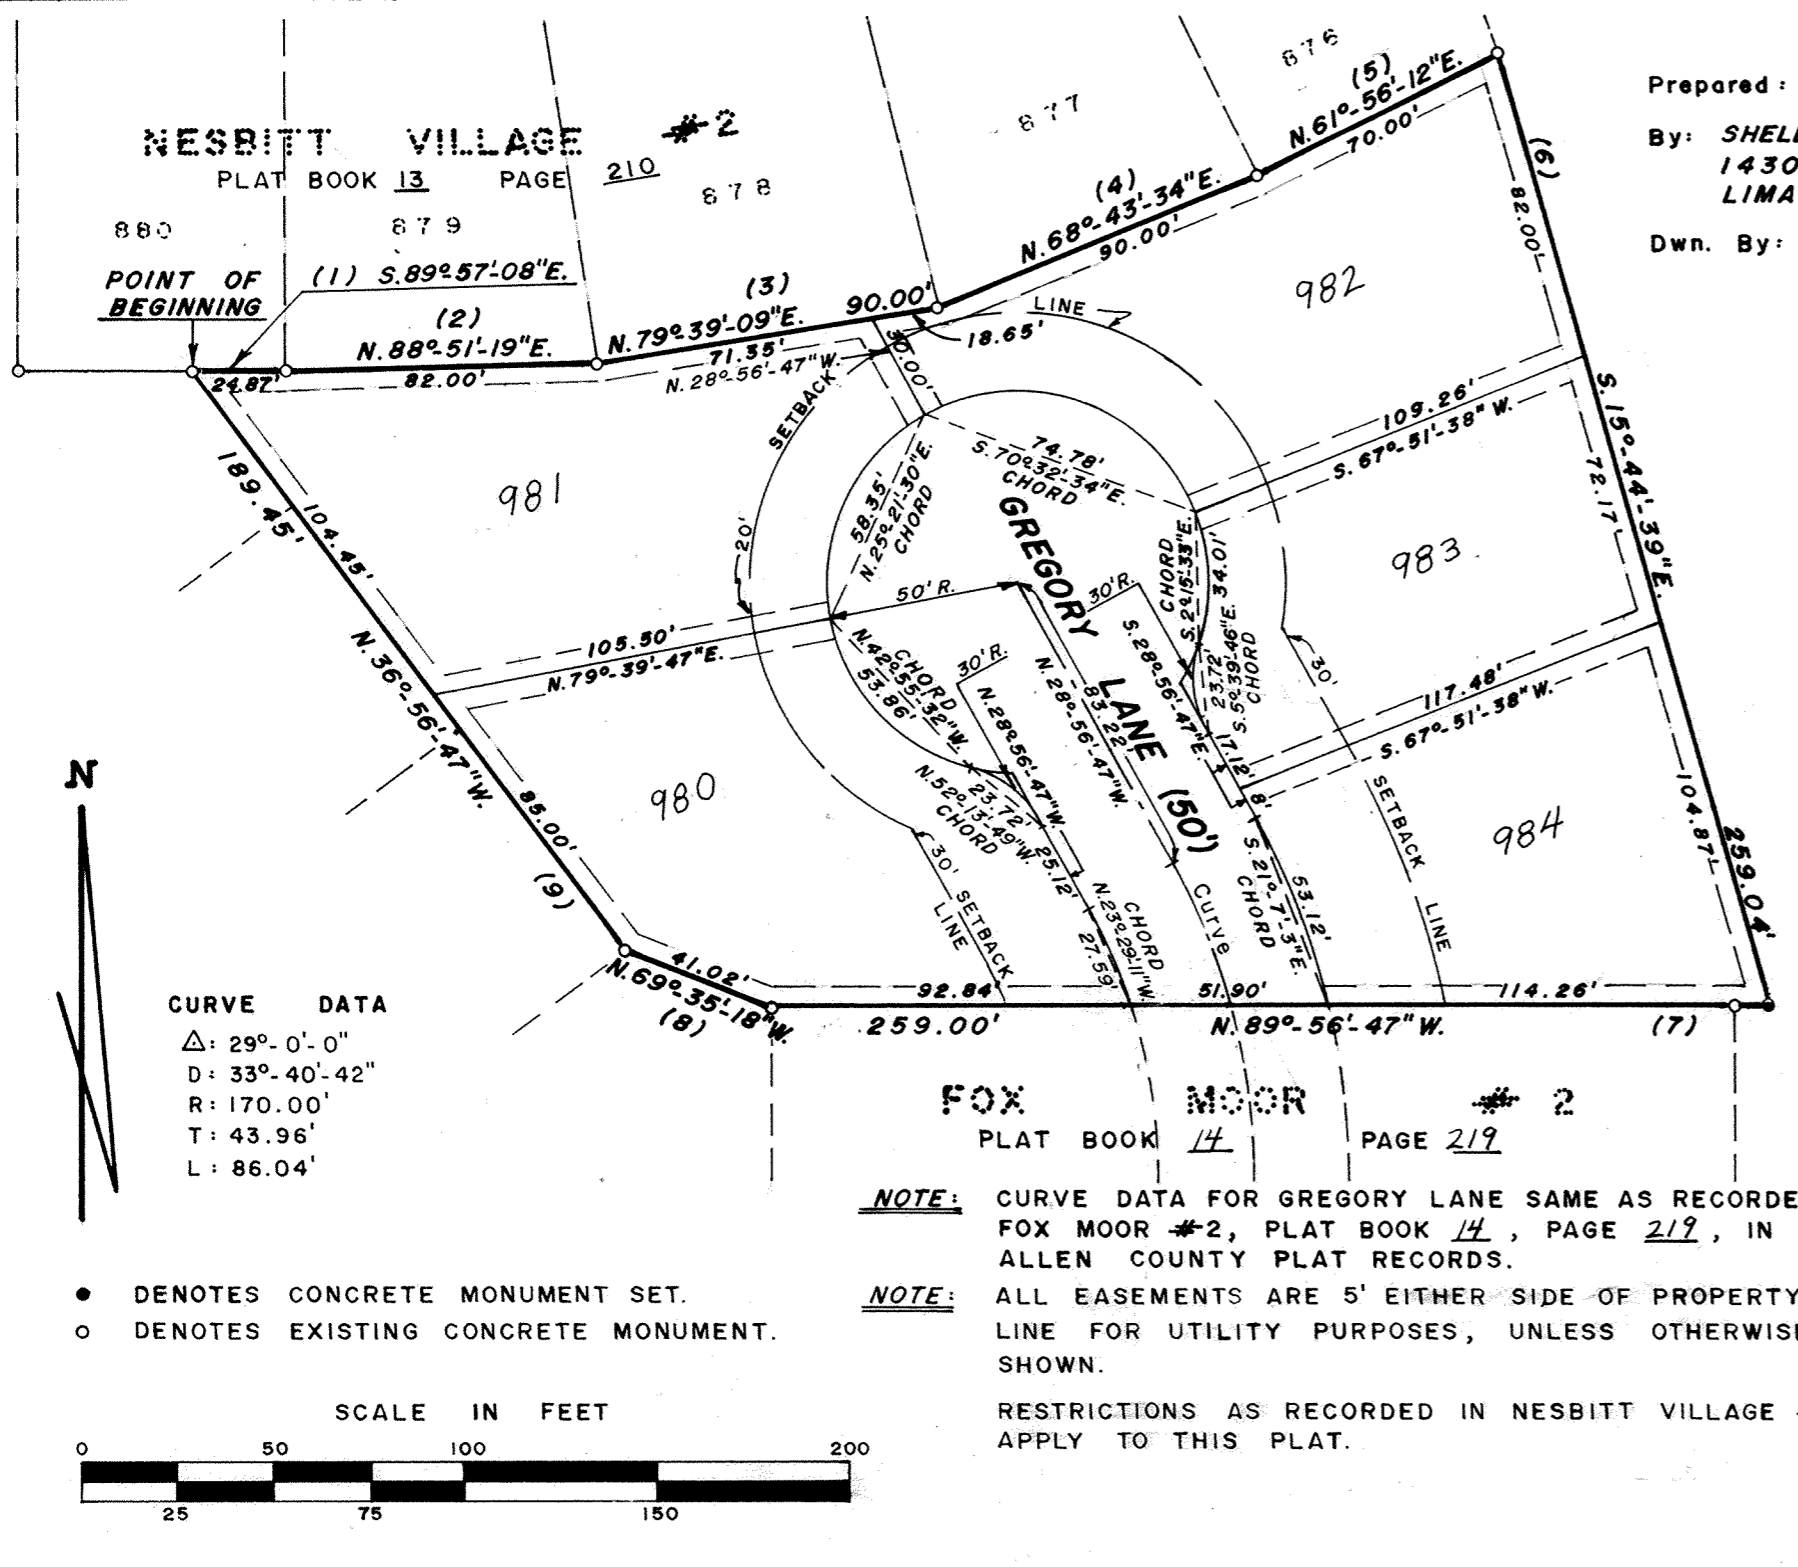 876
(5)
N.61°-56'-12"E.
70.00'
Prepared :
877
(6)
By: SHELL
1430
LIMA
Dwn. By:
NESBITT VILLAGE # 2
PLAT BOOK 13 PAGE 210
878
880
879
(4)
N.68°-43'-34"E.
90.00'
82.00'
POINT OF
BEGINNING
(1) S.89°57'-08"E.
(2)
N.88°-51'-19"E.
(3)
N.79°39'-09"E.
90.00'
24.87'
82.00'
71.35'
N.28°-56'-47"W.
30.00'
18.65'
LINE
982
SETBACK
109.26'
S.67°-51'-38"W.
S.15°-44'-39"E.
259.04'
72.17'
981
189.45'
104.45'
58.35'
N.25°-21'-30"E.
CHORD
74.78'
S.70°32'-34"E.
CHORD
GREGORY LANE (50')
20'
50' R.
30'R.
CHORD
S.2°15'-33"E.
34.01'
983
105.50'
N.79°-39'-47"E.
CHORD
N.42°-55'-32"W.
53.86'
30'R.
N.28°56'-47"W.
83.22'
N.28°-56'-47"W.
S.28°-56'-47"E.
23.72'
S.5°39'-46"E.
CHORD
30'
117.48'
S.67°-51'-38"W.
N.36°-56'-47"W.
(9)
85.00'
980
23.72'
N.52°-13'-49"W.
CHORD
25.12'
17.12'
8'
SETBACK
LINE
984
104.87'
N
30' SETBACK
LINE
CHORD
N.23°29'-11"W.
27.59'
Curve
S.21°-7'-3"E.
CHORD
53.12'
41.02'
N.69°-35'-18"W.
(8)
92.84'
51.90'
114.26'
259.00'
N.89°-56'-47"W.
(7)
CURVE DATA
△: 29°-0'-0"
D: 33°-40'-42"
R: 170.00'
T: 43.96'
L: 86.04'
FOX MOOR # 2
PLAT BOOK 14 PAGE 219
NOTE: CURVE DATA FOR GREGORY LANE SAME AS RECORDE
FOX MOOR #2, PLAT BOOK 14, PAGE 219, IN
ALLEN COUNTY PLAT RECORDS.
● DENOTES CONCRETE MONUMENT SET.
○ DENOTES EXISTING CONCRETE MONUMENT.
NOTE: ALL EASEMENTS ARE 5' EITHER SIDE OF PROPERTY
LINE FOR UTILITY PURPOSES, UNLESS OTHERWISE
SHOWN.
RESTRICTIONS AS RECORDED IN NESBITT VILLAGE
APPLY TO THIS PLAT.
SCALE IN FEET
0 50 100 200
25 75 150